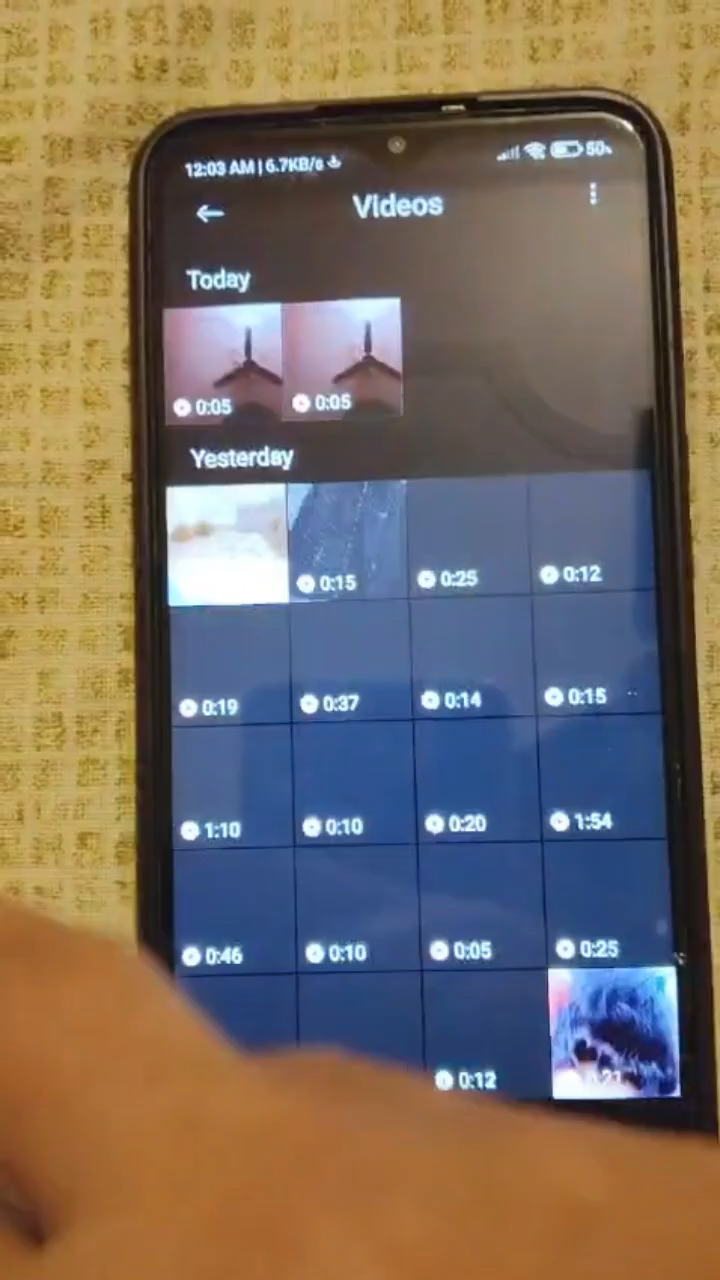 12:03 AM | 6.7KB/s
50
Videos
Today
0:05 0:05
Yesterday
0:15 0:25 0:12
0:19 0:37 0:14 0:15
1:10 0:10 0:20 1:54
0:46 0:10 0:05 0:25
0:12